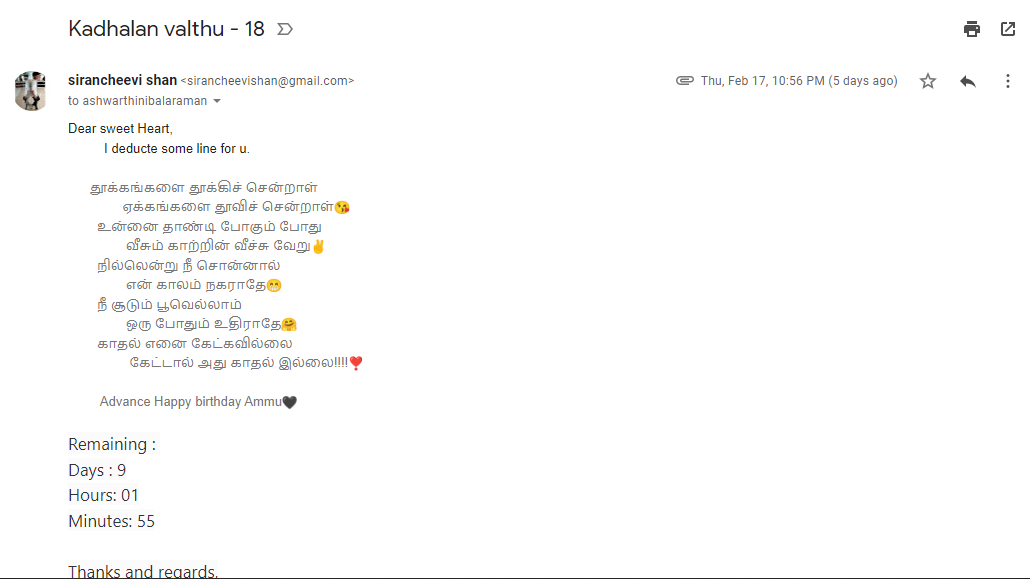 Kadhalan valthu - 18
sirancheevi shan <sirancheevishan@gmail.com>
Thu, Feb 17, 10:56 PM (5 days ago)
to ashwarthinibalaraman
Dear sweet Heart,
I deducte some line for u.
தூக்கங்களை தூக்கிச் சென்றாள்
ஏக்கங்களை தூவிச் சென்றாள்😘
உன்னை தாண்டி போகும் போது
வீசும் காற்றின் வீச்சு வேறு✌
நில்லென்று நீ சொன்னால்
என் காலம் நகராதே😁
நீ சூடும் பூவெல்லாம்
ஒரு போதும் உதிராதே🤗
காதல் எனை கேட்கவில்லை
கேட்டால் அது காதல் இல்லை!!!!❣️
Advance Happy birthday Ammu🖤
Remaining :
Days : 9
Hours: 01
Minutes: 55
Thanks and regards,